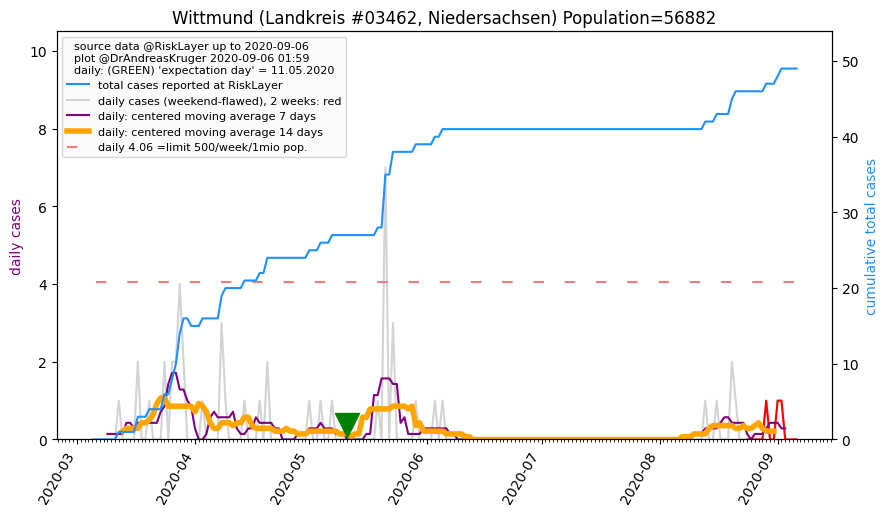 Wittmund (Landkreis #03462, Niedersachsen) Population=56882
source data @RiskLayer up to 2020-09-06
plot @DrAndreasKruger 2020-09-06 01:59
daily: (GREEN) 'expectation day' = 11.05.2020
total cases reported at RiskLayer
daily cases (weekend-flawed), 2 weeks: red
daily: centered moving average 7 days
daily: centered moving average 14 days
daily 4.06 =limit 500/week/1mio pop.
daily cases
10
8
6
4
2
0
cumulative total cases
50
40
30
20
10
0
2020-03
2020-04
2020-05
2020-06
2020-07
2020-08
2020-09